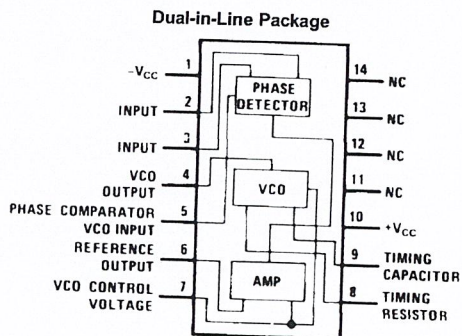 Dual-in-Line Package
–VCC 1
INPUT 2
INPUT 3
VCO
OUTPUT 4
PHASE COMPARATOR
VCO INPUT 5
REFERENCE
OUTPUT 6
VCO CONTROL
VOLTAGE 7
PHASE
DETECTOR
VCO
AMP
14 NC
13 NC
12 NC
11 NC
10 +VCC
9 TIMING
CAPACITOR
8 TIMING
RESISTOR